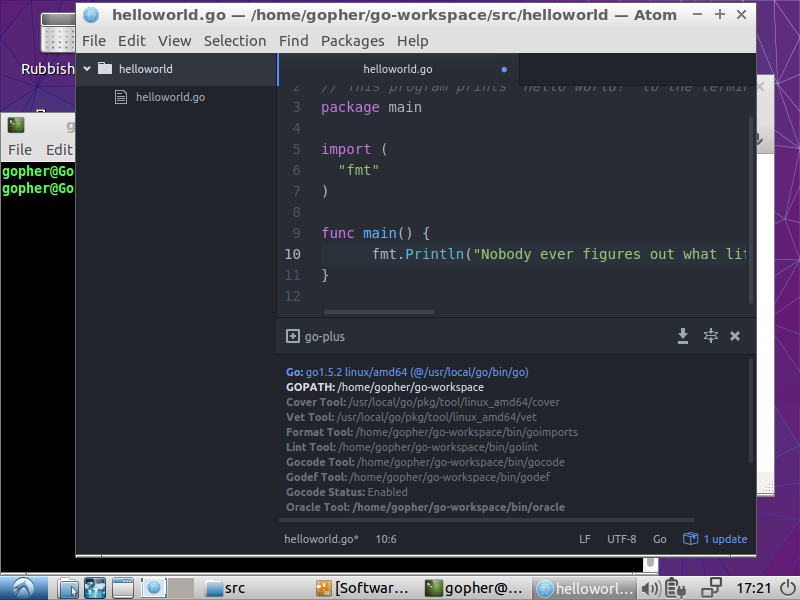 helloworld.go — /home/gopher/go-workspace/src/helloworld — Atom
File Edit View Selection Find Packages Help
Rubbish
helloworld
helloworld.go
helloworld.go
File Edit
gopher@Go
gopher@Go
2 // This program prints "hello world!" to the termin
3 package main
4
5 import (
6 "fmt"
7 )
8
9 func main() {
10 fmt.Println("Nobody ever figures out what lif
11 }
12
go-plus
Go: go1.5.2 linux/amd64 (@/usr/local/go/bin/go)
GOPATH: /home/gopher/go-workspace
Cover Tool: /usr/local/go/pkg/tool/linux_amd64/cover
Vet Tool: /usr/local/go/pkg/tool/linux_amd64/vet
Format Tool: /home/gopher/go-workspace/bin/goimports
Lint Tool: /home/gopher/go-workspace/bin/golint
Gocode Tool: /home/gopher/go-workspace/bin/gocode
Godef Tool: /home/gopher/go-workspace/bin/godef
Gocode Status: Enabled
Oracle Tool: /home/gopher/go-workspace/bin/oracle
helloworld.go* 10:6 LF UTF-8 Go 1 update
src [Softwar... gopher@... helloworl... 17:21